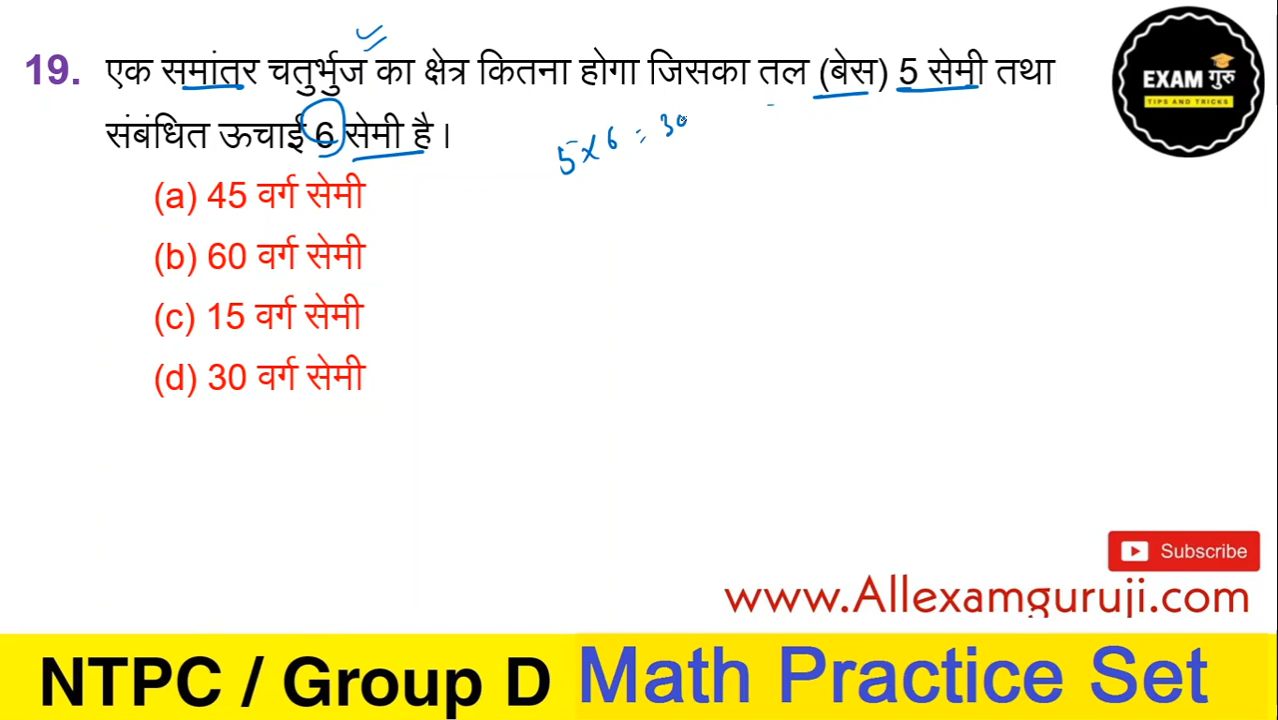 19. एक समांतर चतुर्भुज का क्षेत्र कितना होगा जिसका तल (बेस) 5 सेमी तथा
संबंधित ऊचाई 6 सेमी है।
5 x 6 = 30
(a) 45 वर्ग सेमी
(b) 60 वर्ग सेमी
(c) 15 वर्ग सेमी
(d) 30 वर्ग सेमी
EXAM गुरु
TIPS AND TRICKS
Subscribe
www.Allexamguruji.com
NTPC / Group D Math Practice Set